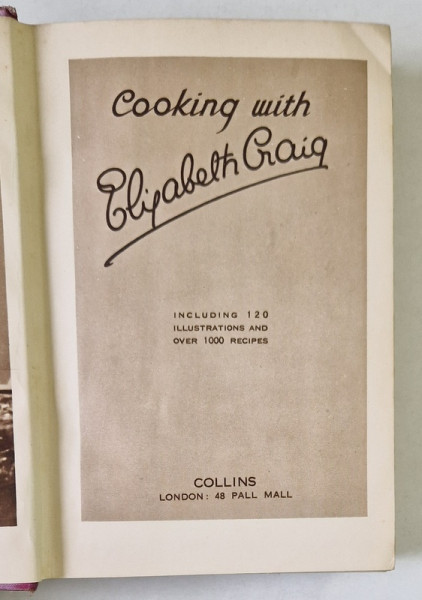 Cooking with
Elizabeth Craig
INCLUDING 120
ILLUSTRATIONS AND
OVER 1000 RECIPES
COLLINS
LONDON: 48 PALL MALL